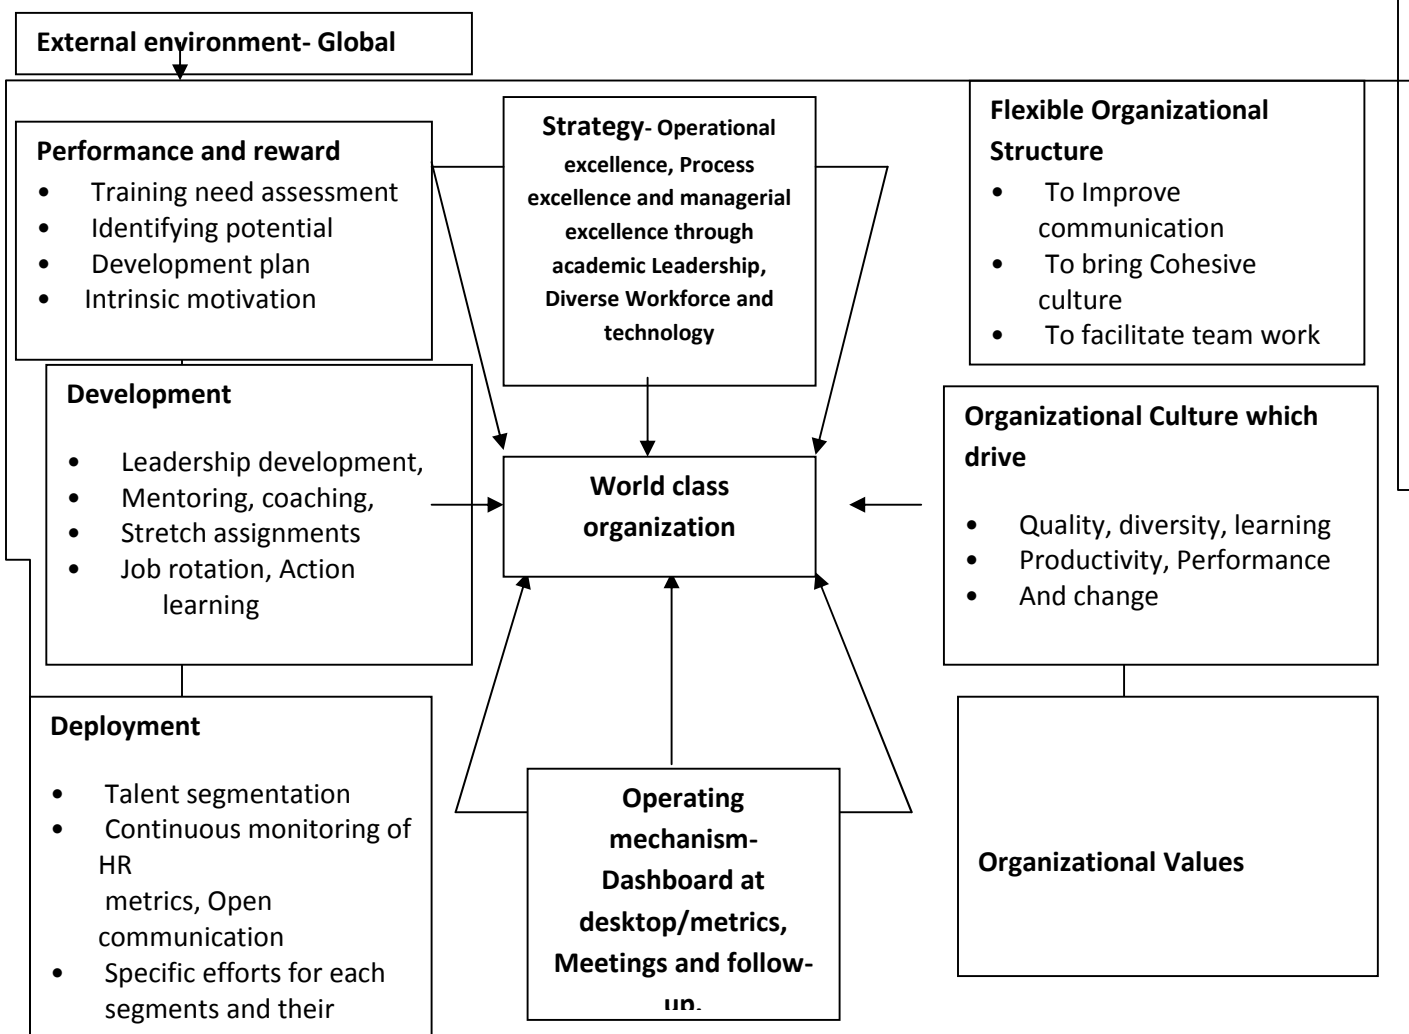 External environment- Global
Performance and reward
• Training need assessment
• Identifying potential
• Development plan
• Intrinsic motivation
Strategy- Operational
excellence, Process
excellence and managerial
excellence through
academic Leadership,
Diverse Workforce and
technology
Flexible Organizational
Structure
• To Improve
communication
• To bring Cohesive
culture
• To facilitate team work
Development
• Leadership development,
• Mentoring, coaching,
• Stretch assignments
• Job rotation, Action
learning
World class
organization
Organizational Culture which
drive
• Quality, diversity, learning
• Productivity, Performance
• And change
Deployment
• Talent segmentation
• Continuous monitoring of
HR
metrics, Open
communication
• Specific efforts for each
segments and their
Operating
mechanism-
Dashboard at
desktop/metrics,
Meetings and follow-
up.
Organizational Values